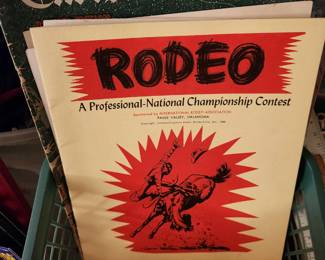 RODEO
A Professional-National Championship Contest
Sponsored by INTERNATIONAL RODEO ASSOCIATION
PAULS VALLEY, OKLAHOMA